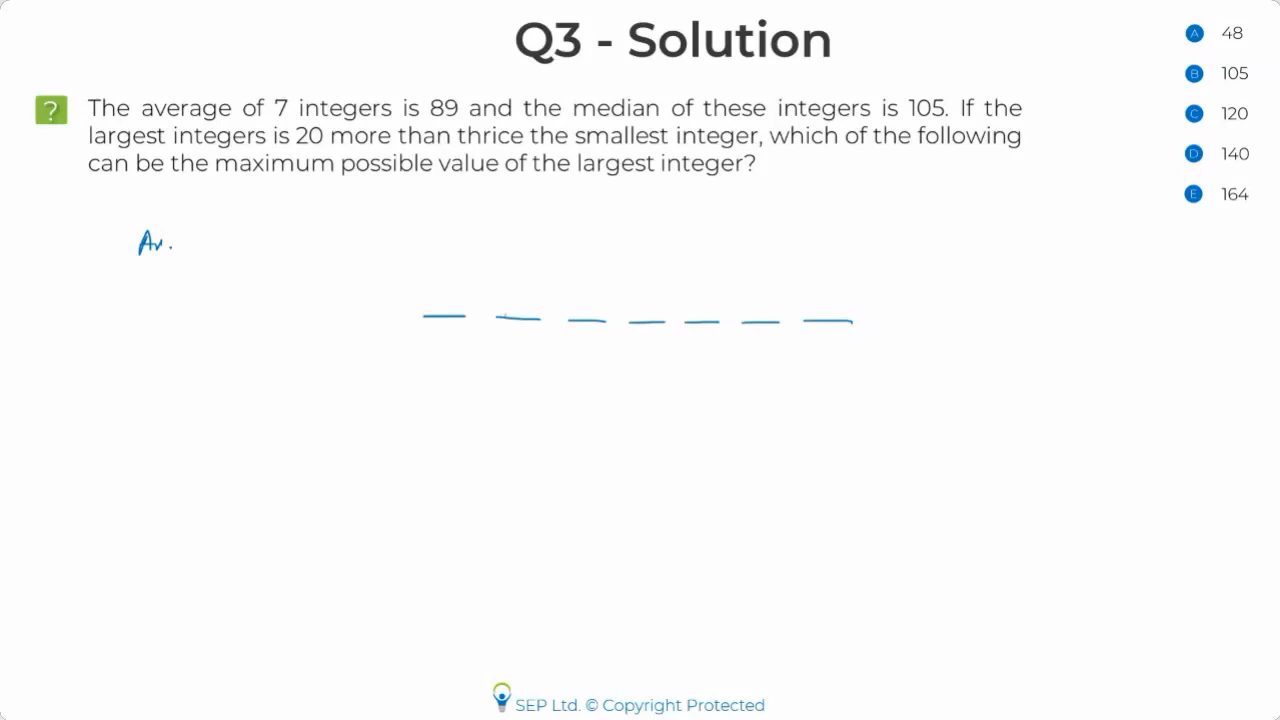 Q3 - Solution
? The average of 7 integers is 89 and the median of these integers is 105. If the
largest integers is 20 more than thrice the smallest integer, which of the following
can be the maximum possible value of the largest integer?
A 48
B 105
C 120
D 140
E 164
Av.
SEP Ltd. © Copyright Protected